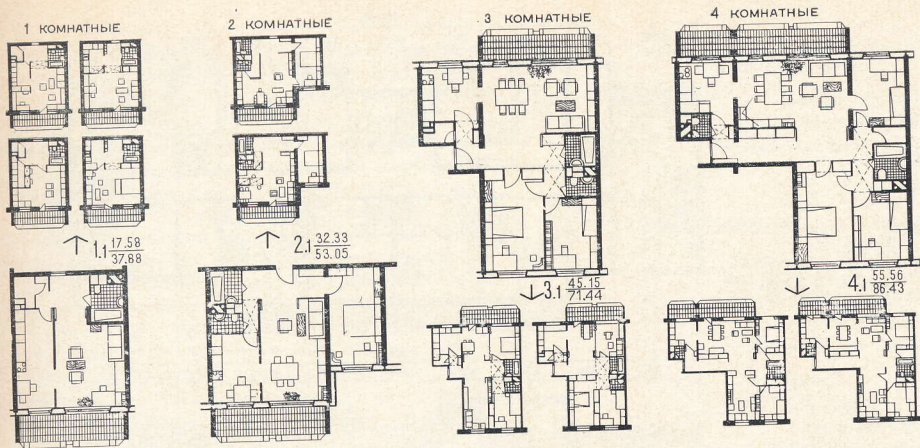 1 КОМНАТНЫЕ
2 КОМНАТНЫЕ
3 КОМНАТНЫЕ
4 КОМНАТНЫЕ
1.1 17.58
37.88
2.1 32.33
53.05
3.1 45.15
71.44
4.1 55.56
86.43